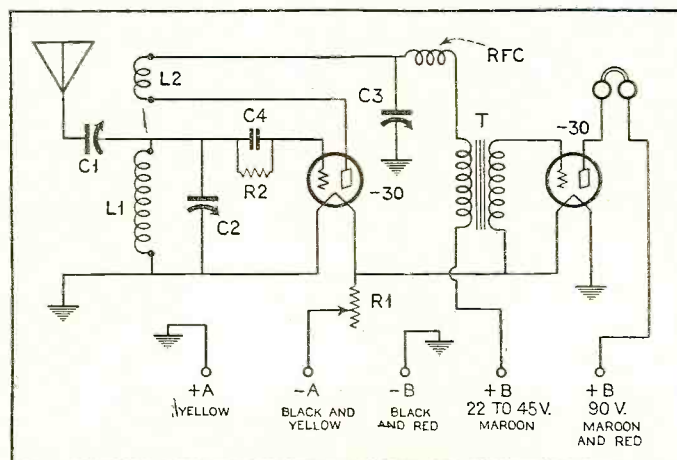 RFC
L2
C3
C4
T
-30
C1
R2
-30
L1
C2
R1
+A
YELLOW
-A
BLACK AND
YELLOW
-B
BLACK
AND RED
+B
22 TO 45 V.
MAROON
+B
90 V.
MAROON
AND RED